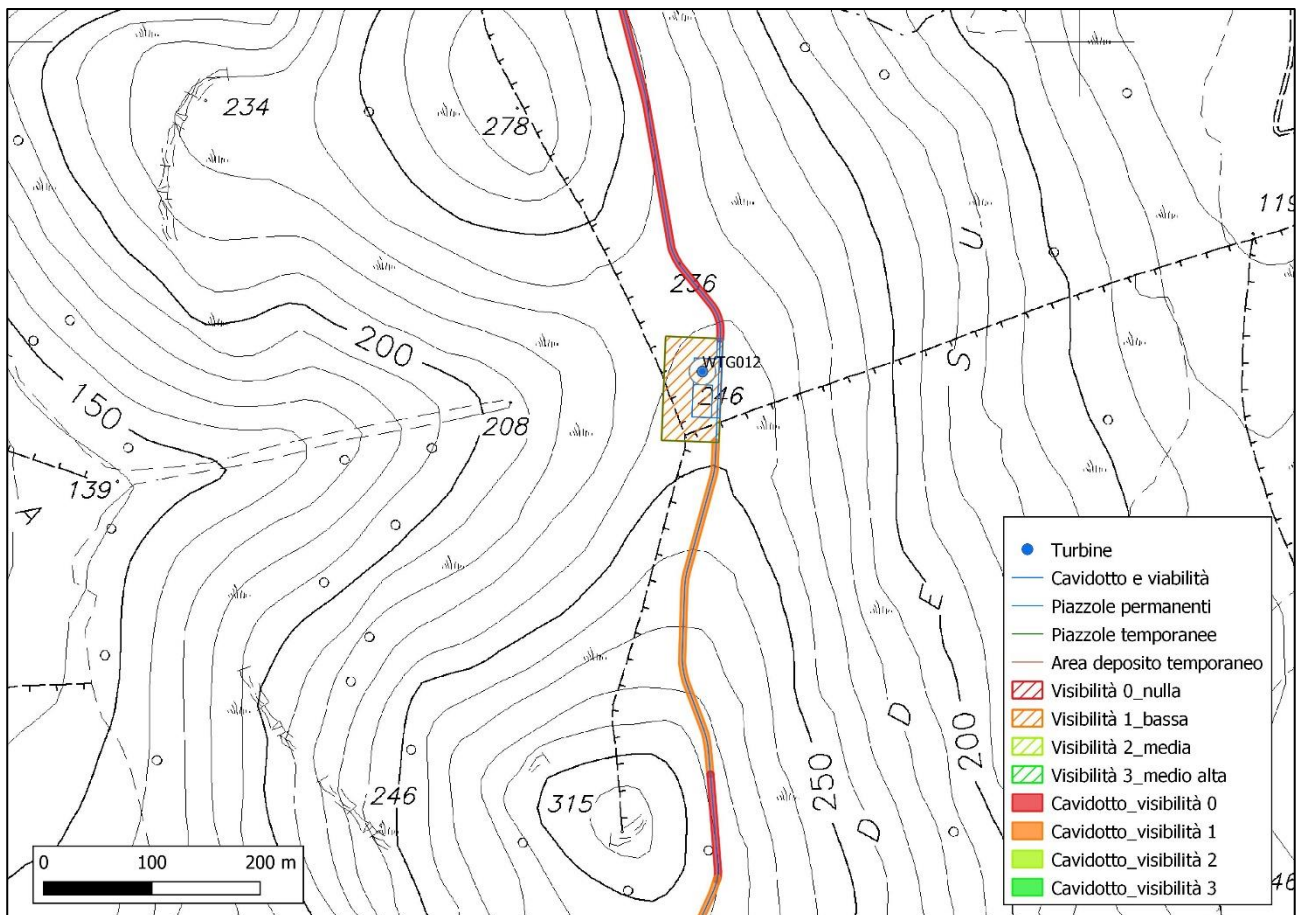 234
278
119
U
236
S
200
WTG012
246
150
208
139
A
E
D
200
315
246
250
D
46
0 100 200 m
Turbine
Cavidotto e viabilità
Piazzole permanenti
Piazzole temporanee
Area deposito temporaneo
Visibilità 0_nulla
Visibilità 1_bassa
Visibilità 2_media
Visibilità 3_medio alta
Cavidotto_visibilità 0
Cavidotto_visibilità 1
Cavidotto_visibilità 2
Cavidotto_visibilità 3